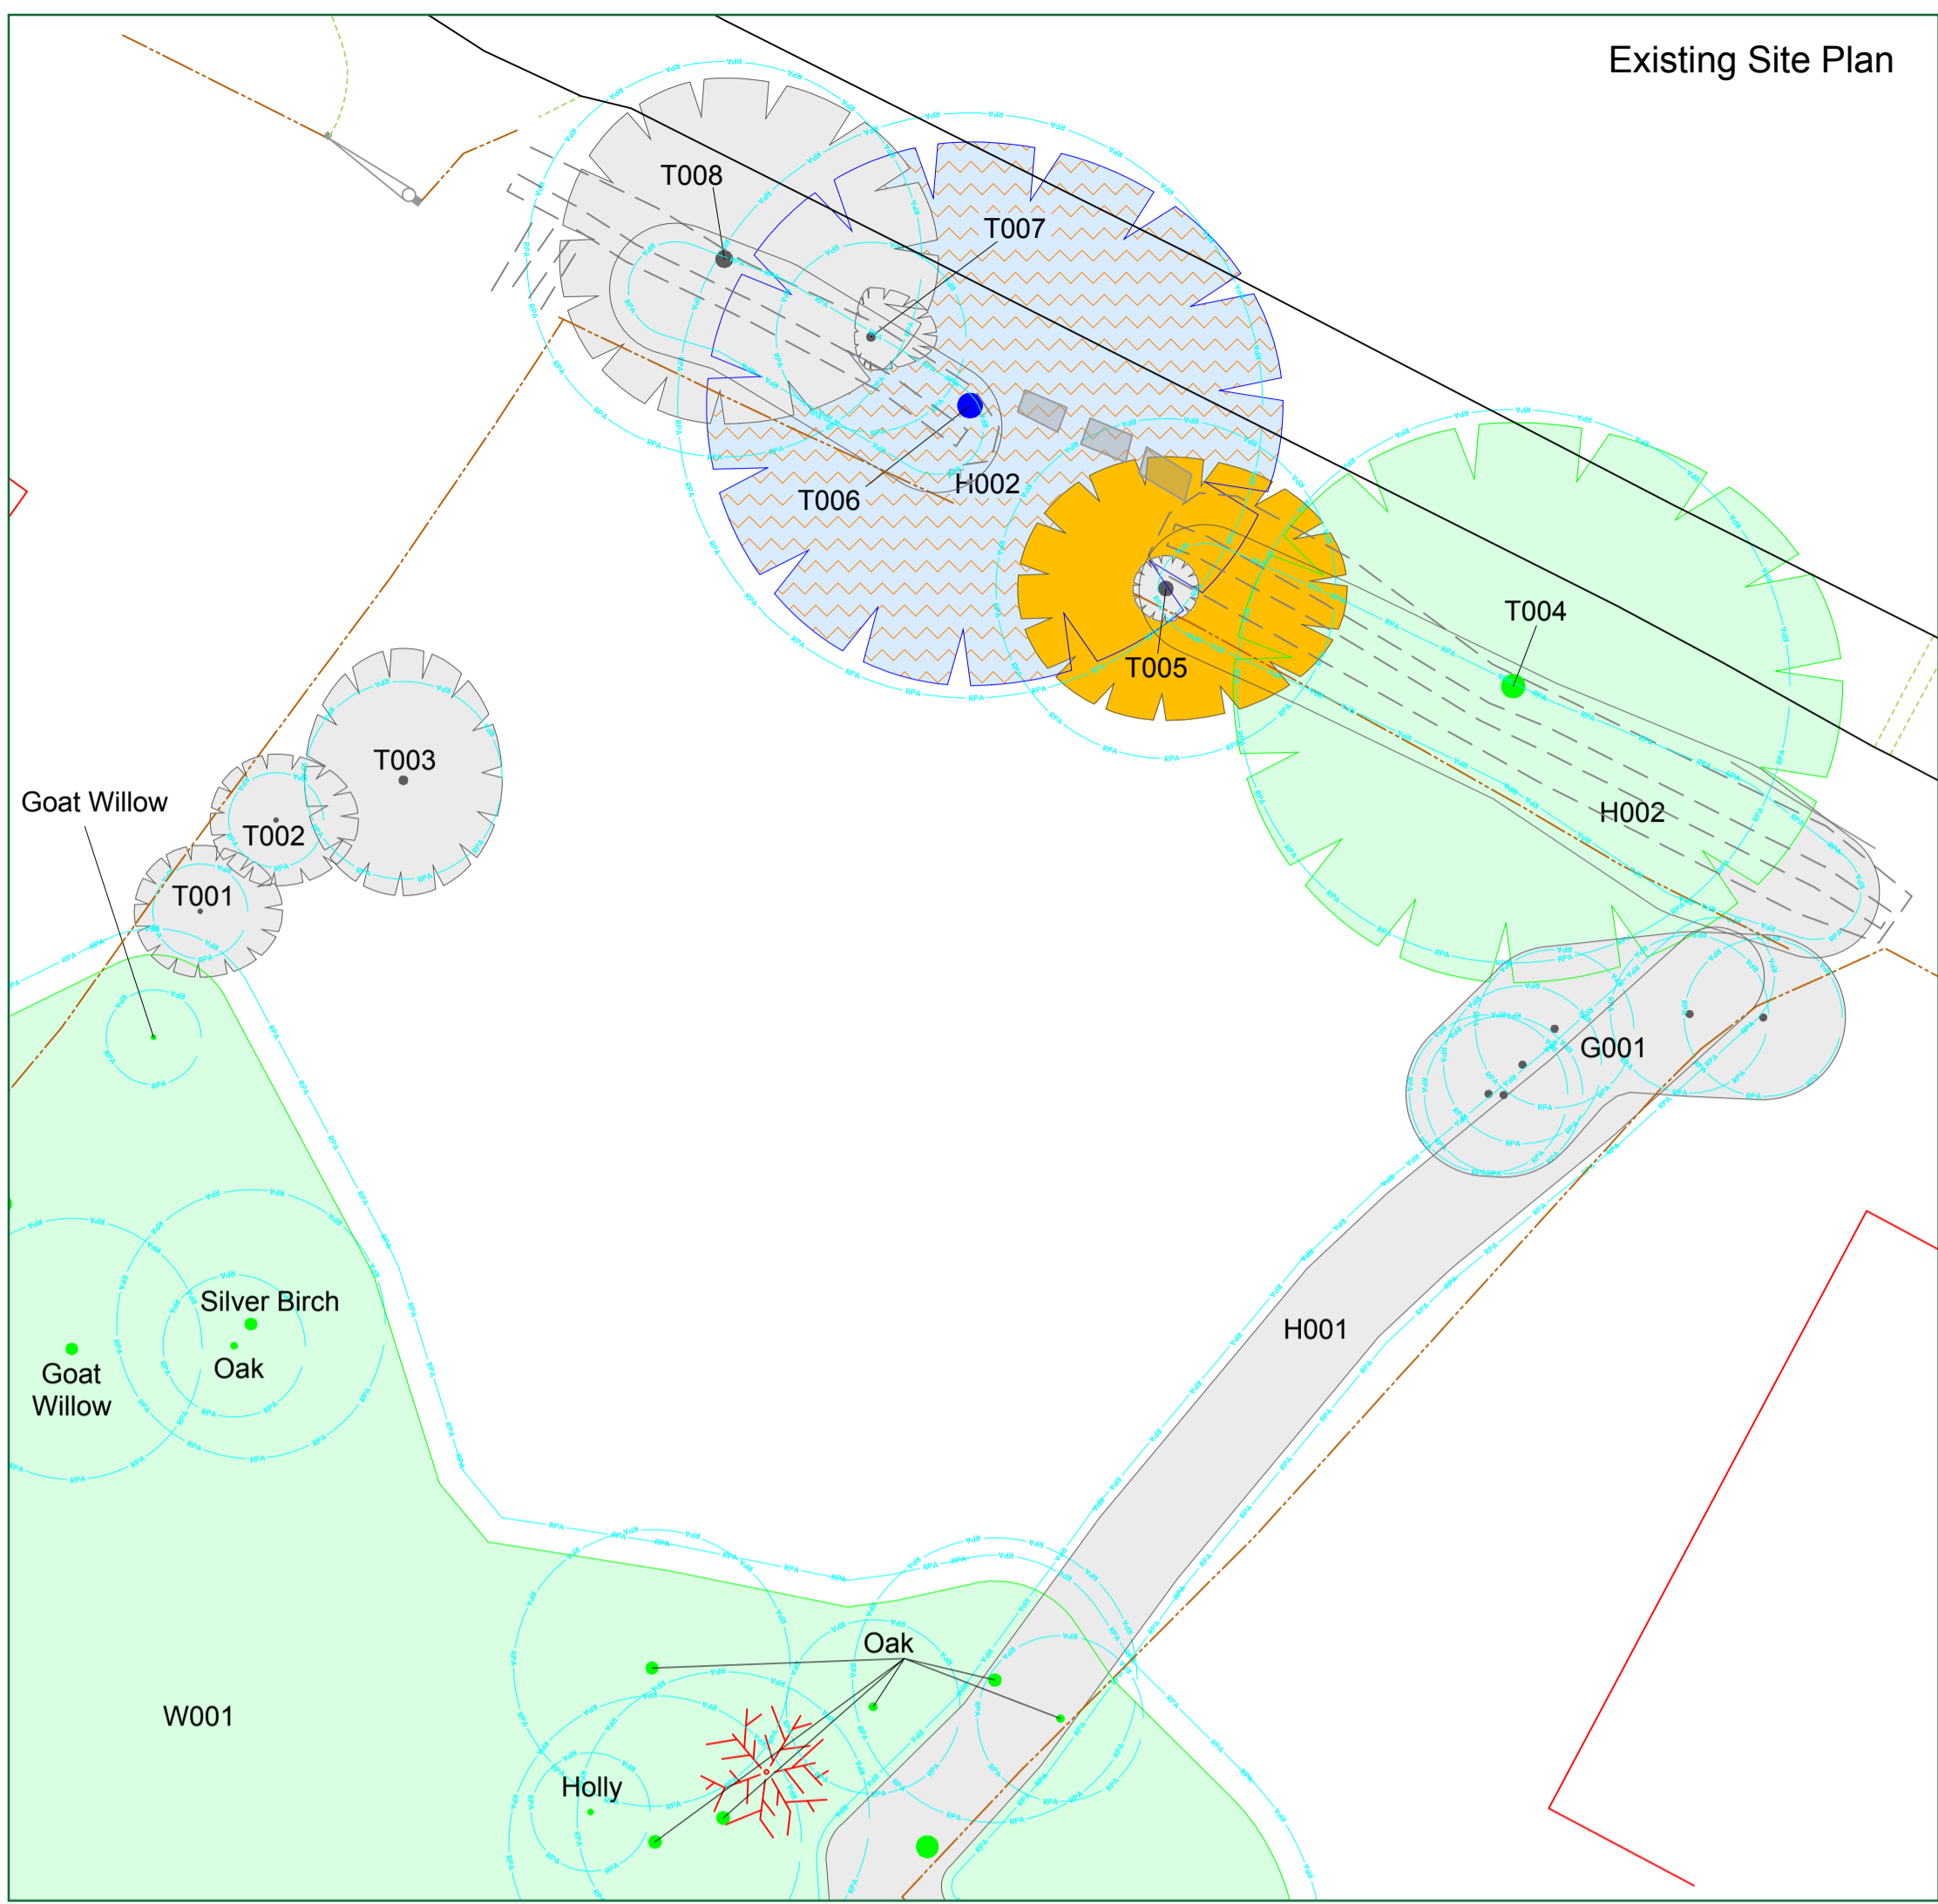 Existing Site Plan
T008
T007
H002
T006
T004
T005
T003
Goat Willow
T002
H002
T001
G001
Silver Birch
H001
Oak
Goat
Willow
Oak
W001
Holly
RPA